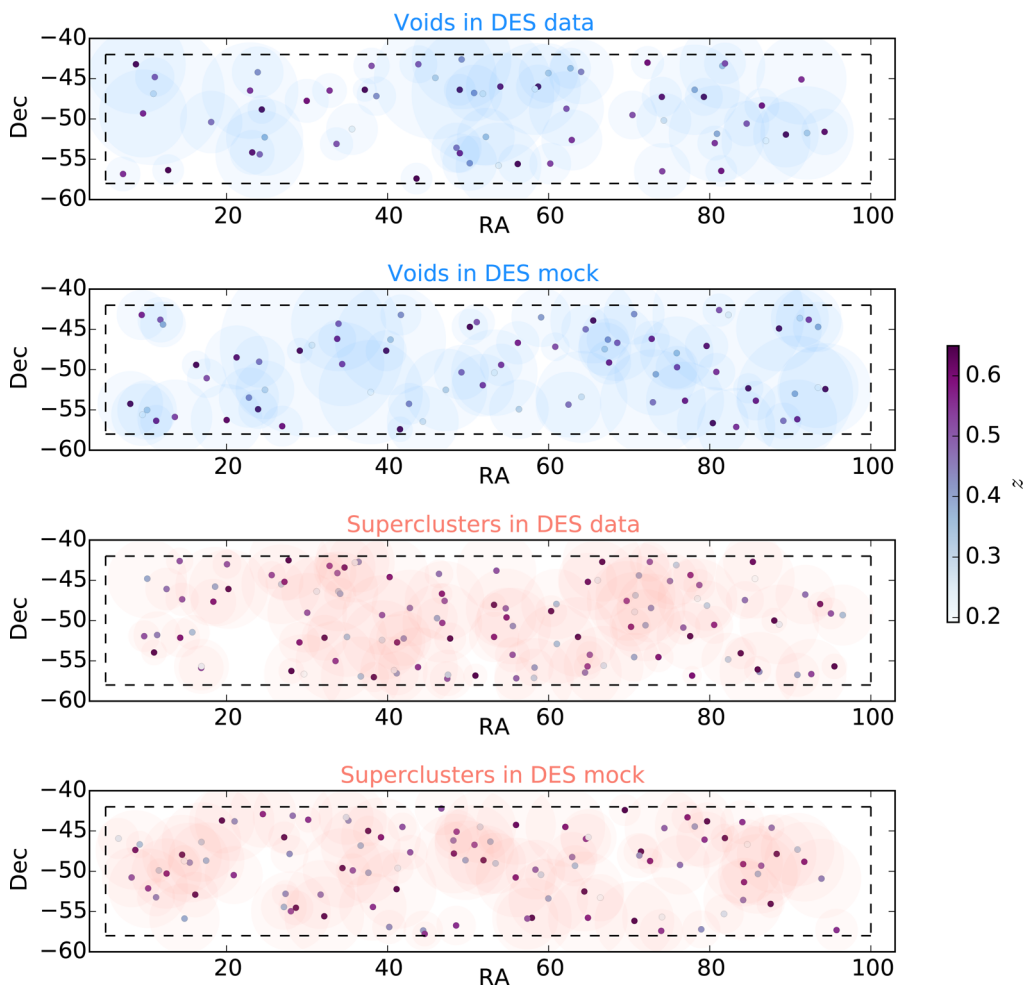 Voids in DES data
−40
−45
−50
−55
−60
Dec
20 40 60 80 100
RA
Voids in DES mock
−40
−45
−50
−55
−60
Dec
20 40 60 80 100
RA
Superclusters in DES data
−40
−45
−50
−55
−60
Dec
20 40 60 80 100
RA
Superclusters in DES mock
−40
−45
−50
−55
−60
Dec
20 40 60 80 100
RA
0.6
0.5
0.4
0.3
0.2
z